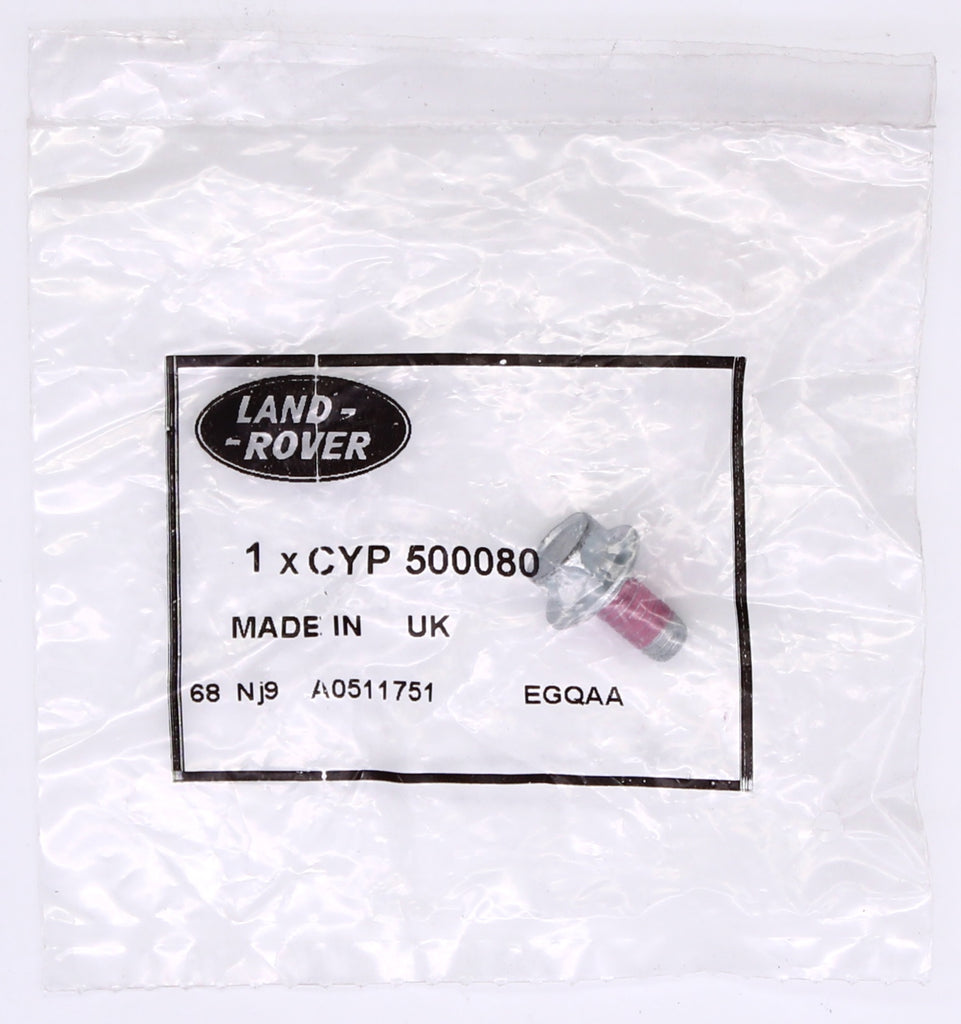 LAND -
-ROVER
1 x CYP 500080
MADE IN UK
68 Nj9 A0511751 EGQAA